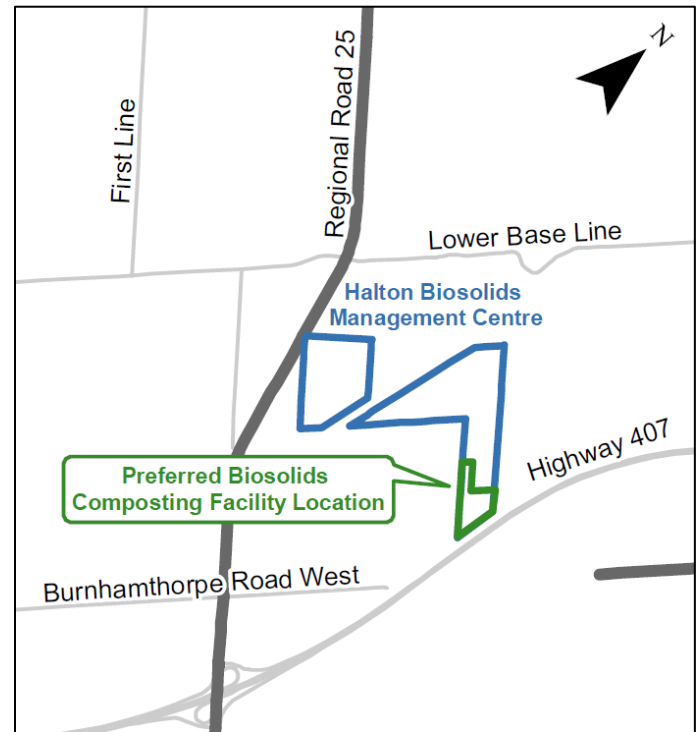 N
First Line
Regional Road 25
Lower Base Line
Halton Biosolids
Management Centre
Highway 407
Preferred Biosolids
Composting Facility Location
Burnhamthorpe Road West